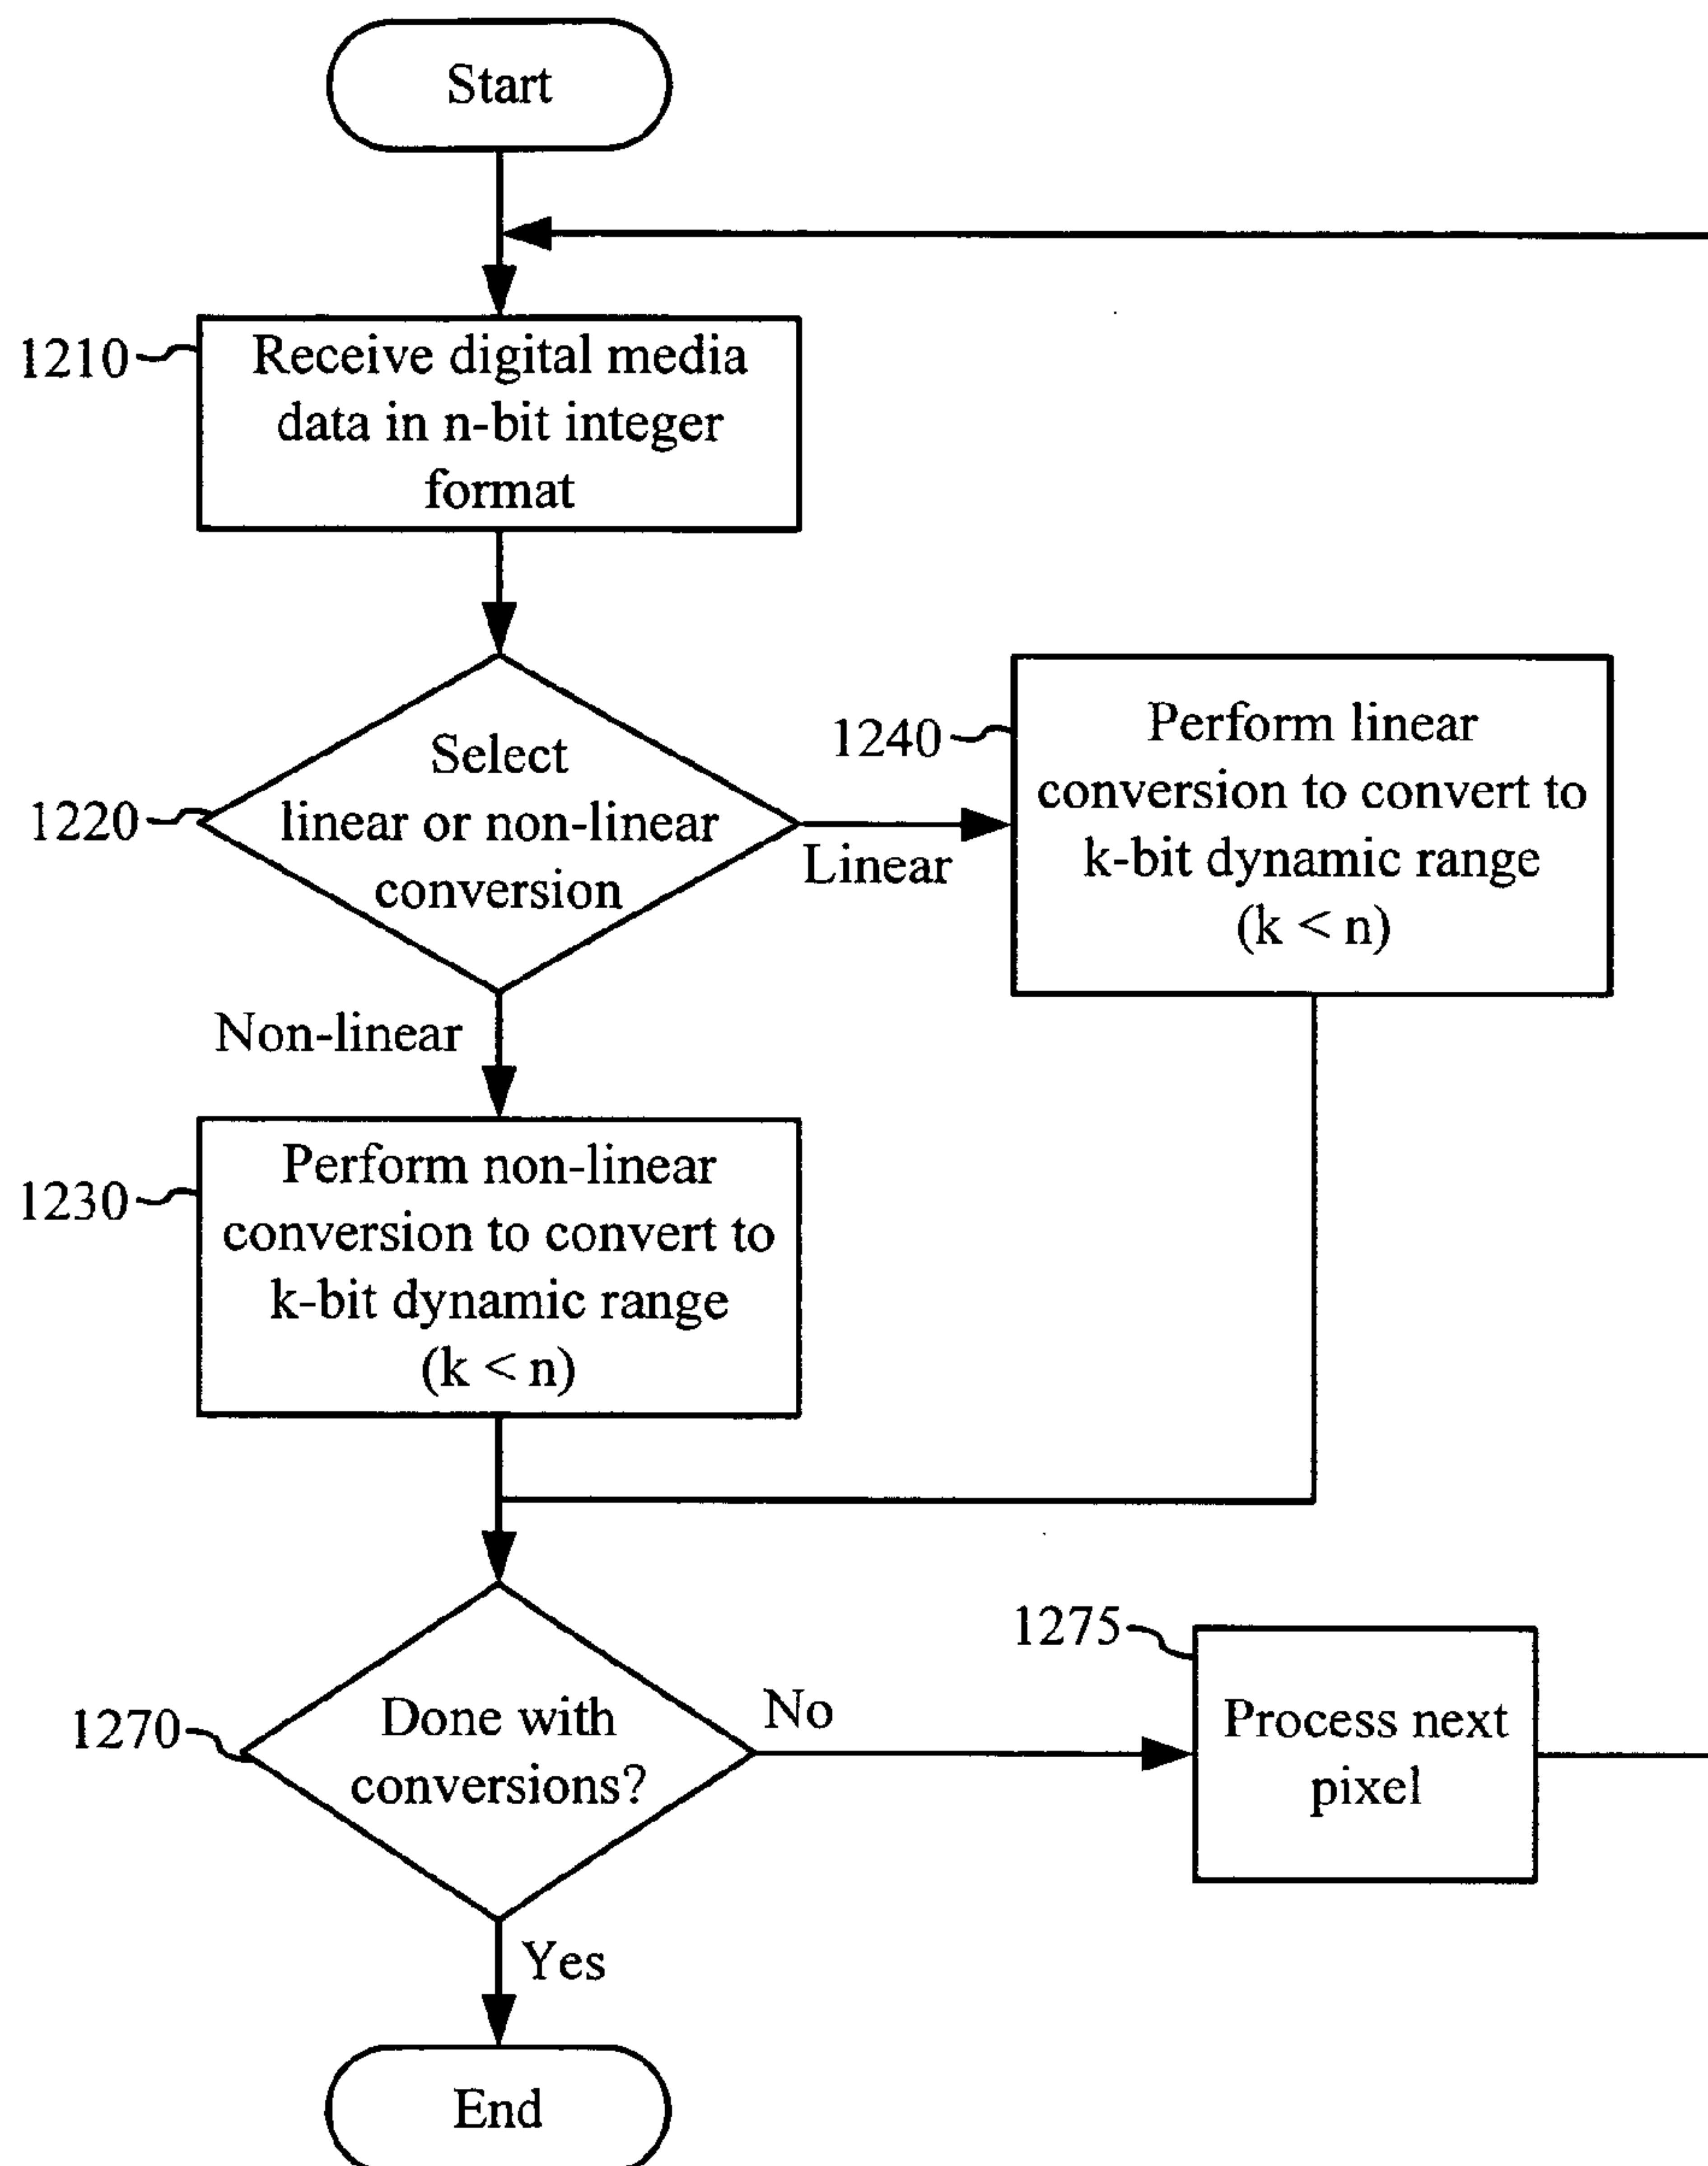 Start
1210
Receive digital media
data in n-bit integer
format
1220
Select
linear or non-linear
conversion
Linear
1240
Perform linear
conversion to convert to
k-bit dynamic range
(k < n)
Non-linear
1230
Perform non-linear
conversion to convert to
k-bit dynamic range
(k < n)
1270
Done with
conversions?
No
1275
Process next
pixel
Yes
End